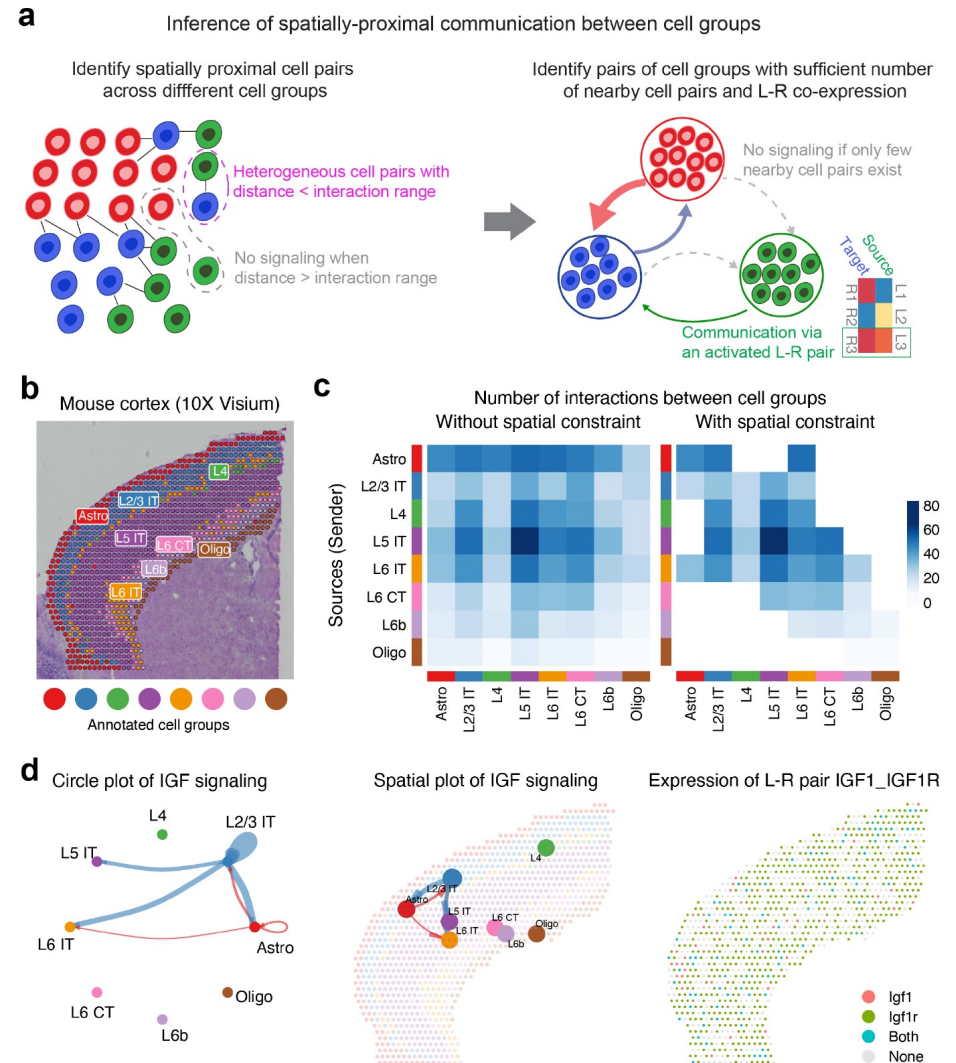 a
Inference of spatially-proximal communication between cell groups
Identify spatially proximal cell pairs
across diffferent cell groups
Heterogeneous cell pairs with
distance < interaction range
No signaling when
distance > interaction range
Identify pairs of cell groups with sufficient number
of nearby cell pairs and L-R co-expression
No signaling if only few
nearby cell pairs exist
Target
Source
R1
L1
R2
L2
R3
L3
Communication via
an activated L-R pair
b
Mouse cortex (10X Visium)
L4
L2/3 IT
Astro
L5 IT
L6 CT
Oligo
L6b
L6 IT
Annotated cell groups
c
Number of interactions between cell groups
Without spatial constraint
With spatial constraint
Sources (Sender)
Astro
L2/3 IT
L4
L5 IT
L6 IT
L6 CT
L6b
Oligo
Astro
L2/3 IT
L4
L5 IT
L6 IT
L6 CT
L6b
Oligo
Astro
L2/3 IT
L4
L5 IT
L6 IT
L6 CT
L6b
Oligo
80
60
40
20
0
d
Circle plot of IGF signaling
L4
L2/3 IT
L5 IT
L6 IT
Astro
L6 CT
Oligo
L6b
Spatial plot of IGF signaling
L4
L2/3 IT
Astro
L5 IT
L6 IT
L6 CT
L6b
Oligo
Expression of L-R pair IGF1_IGF1R
Igf1
Igf1r
Both
None